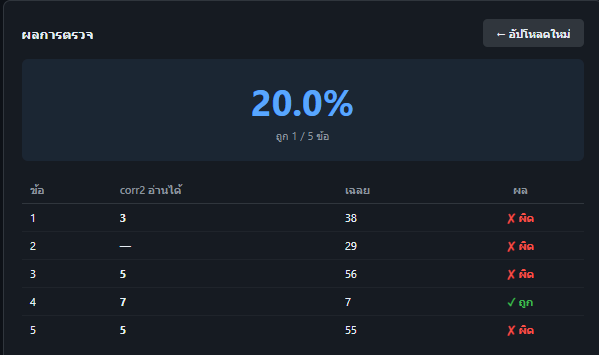 ผลการตรวจ ← อัปโหลดใหม่
20.0%
ถูก 1 / 5 ข้อ
ข้อ corr2 อ่านได้ เฉลย ผล
1 3 38 ✗ ผิด
2 — 29 ✗ ผิด
3 5 56 ✗ ผิด
4 7 7 ✓ ถูก
5 5 55 ✗ ผิด